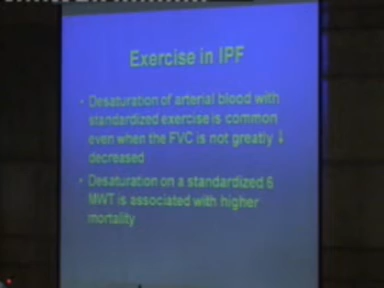 Exercise in IPF
• Desaturation of arterial blood with
standardized exercise is common
even when the FVC is not greatly ↓
decreased
• Desaturation on a standardized 6
MWT is associated with higher
mortality